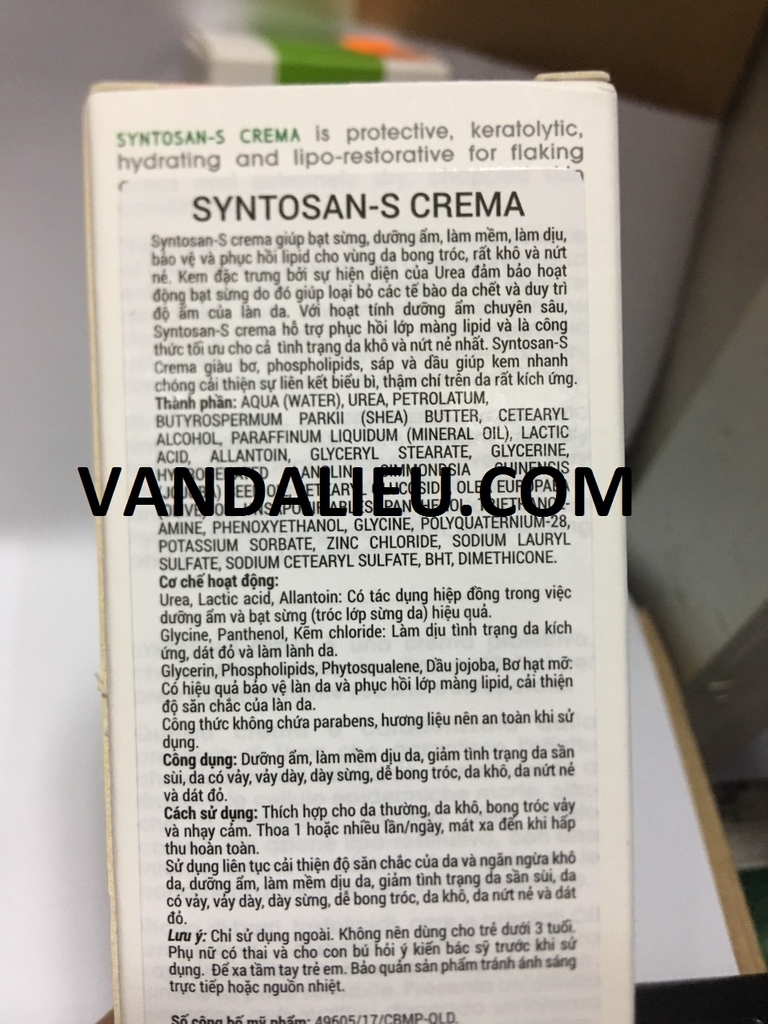 SYNTOSAN-S CREMA is protective, keratolytic,
hydrating and lipo-restorative for flaking
SYNTOSAN-S CREMA
Syntosan-S crema giúp bạt sừng, dưỡng ẩm, làm mềm, làm dịu,
bảo vệ và phục hồi lipid cho vùng da bong tróc, rất khô và nứt
nẻ. Kem đặc trưng bởi sự hiện diện của Urea đảm bảo hoạt
động bạt sừng do đó giúp loại bỏ các tế bào da chết và duy trì
độ ẩm của làn da. Với hoạt tính dưỡng ẩm chuyên sâu,
Syntosan-S crema hỗ trợ phục hồi lớp màng lipid và là công
thức tối ưu cho cả tình trạng da khô và nứt nẻ nhất. Syntosan-S
Crema giàu bơ, phospholipids, sáp và dầu giúp kem nhanh
chóng cải thiện sự liên kết biểu bì, thậm chí trên da rất kích ứng.
Thành phần: AQUA (WATER), UREA, PETROLATUM,
BUTYROSPERMUM PARKII (SHEA) BUTTER, CETEARYL
ALCOHOL, PARAFFINUM LIQUIDUM (MINERAL OIL), LACTIC
ACID, ALLANTOIN, GLYCERYL STEARATE, GLYCERINE,
VANDALIEU.COM
AMINE, PHENOXYETHANOL, GLYCINE, POLYQUATERNIUM-28,
POTASSIUM SORBATE, ZINC CHLORIDE, SODIUM LAURYL
SULFATE, SODIUM CETEARYL SULFATE, BHT, DIMETHICONE.
Cơ chế hoạt động:
Urea, Lactic acid, Allantoin: Có tác dụng hiệp đồng trong việc
dưỡng ẩm và bạt sừng (tróc lớp sừng da) hiệu quả.
Glycine, Panthenol, Kẽm chloride: Làm dịu tình trạng da kích
ứng, dát đỏ và làm lành da.
Glycerin, Phospholipids, Phytosqualene, Dầu jojoba, Bơ hạt mỡ:
Có hiệu quả bảo vệ làn da và phục hồi lớp màng lipid, cải thiện
độ săn chắc của làn da.
Công thức không chứa parabens, hương liệu nên an toàn khi sử
dụng.
Công dụng: Dưỡng ẩm, làm mềm dịu da, giảm tình trạng da sần
sùi, da có vảy, vảy dày, dày sừng, dễ bong tróc, da khô, da nứt nẻ
và dát đỏ.
Cách sử dụng: Thích hợp cho da thường, da khô, bong tróc vảy
và nhạy cảm. Thoa 1 hoặc nhiều lần/ngày, mát xa đến khi hấp
thu hoàn toàn.
Sử dụng liên tục cải thiện độ săn chắc của da và ngăn ngừa khô
da, dưỡng ẩm, làm mềm dịu da, giảm tình trạng da sần sùi, da
có vảy, vảy dày, dày sừng, dễ bong tróc, da khô, da nứt nẻ và dát
đỏ.
Lưu ý: Chỉ sử dụng ngoài. Không nên dùng cho trẻ dưới 3 tuổi.
Phụ nữ có thai và cho con bú hỏi ý kiến bác sỹ trước khi sử
dụng. Để xa tầm tay trẻ em. Bảo quản sản phẩm tránh ánh sáng
trực tiếp hoặc nguồn nhiệt.
Số công bố mỹ phẩm: 49605/17/CBMP-QLD.